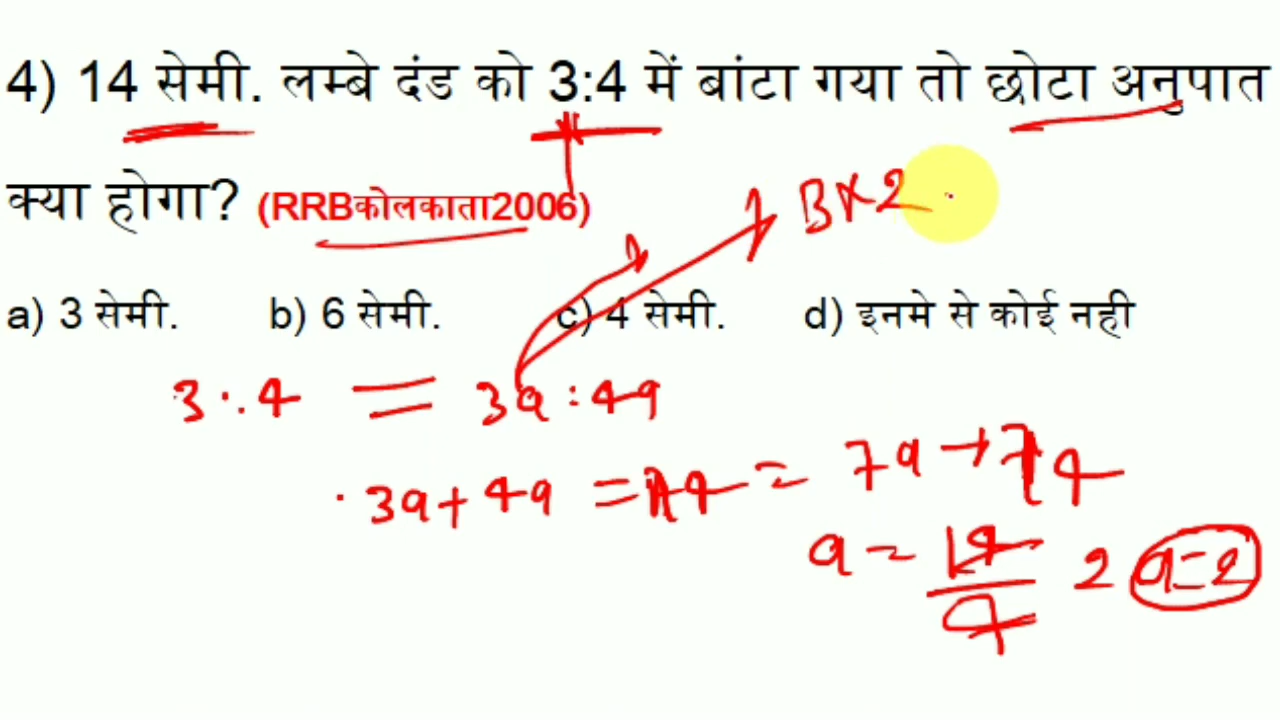 4) 14 सेमी. लम्बे दंड को 3:4 में बांटा गया तो छोटा अनुपात
क्या होगा? (RRBकोलकाता2006)
3×2
a) 3 सेमी. b) 6 सेमी. c) 4 सेमी. d) इनमे से कोई नही
3:4 = 3a:4a
3a+4a = 14 = 7a → 14
a = 14/7 2 a=2